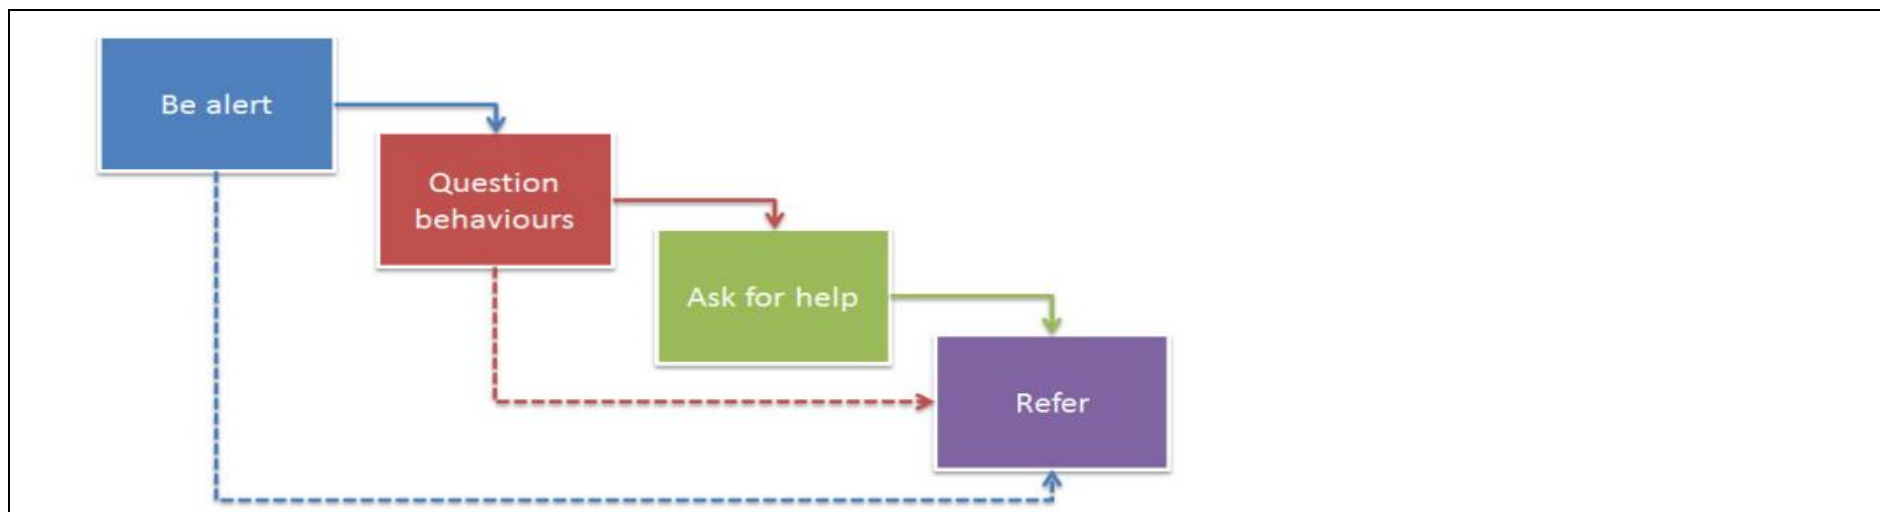 Be alert
Question
behaviours
Ask for help
Refer